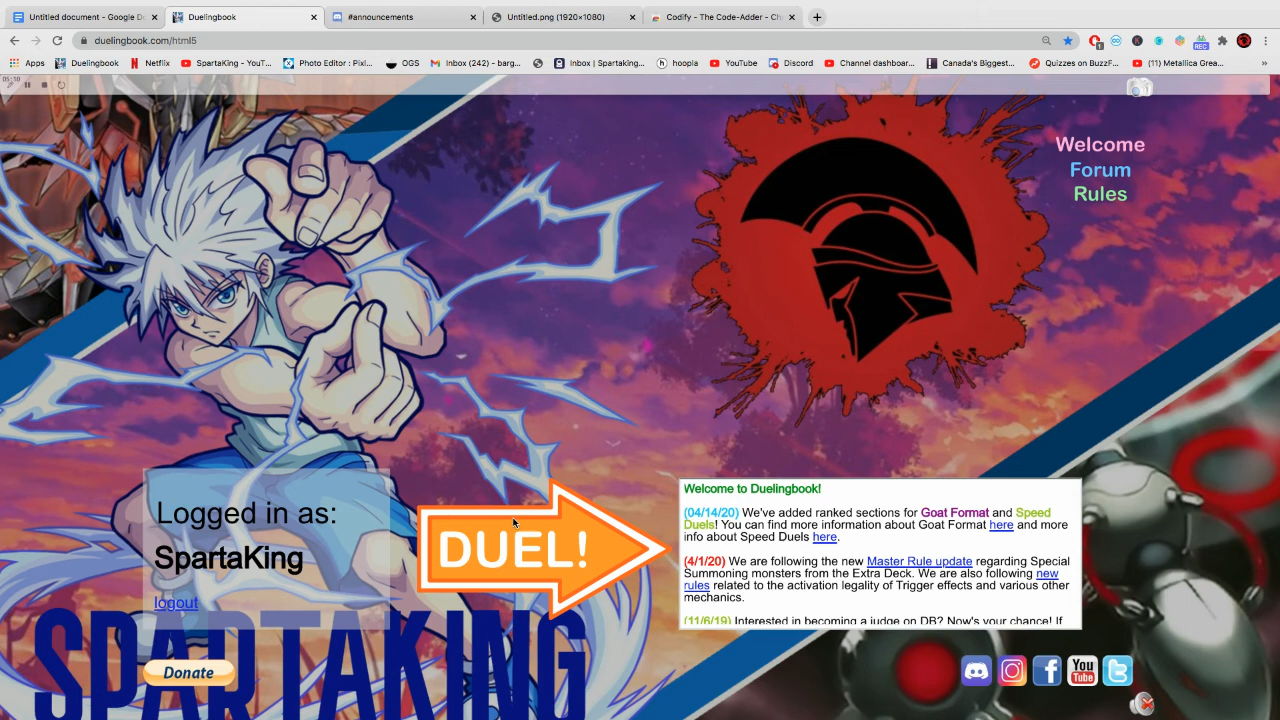 Untitled document - Google Do
Duelingbook
#announcements
Untitled.png (1920×1080)
Codify - The Code-Adder - Ch
duelingbook.com/html5
1
REC
Apps
Duelingbook
Netflix
SpartaKing - YouT...
Photo Editor : Pixl...
OGS
Inbox (242) - barg...
Inbox | Spartaking...
hoopla
YouTube
Discord
Channel dashboar...
Canada's Biggest...
Quizzes on BuzzF...
(11) Metallica Grea...
05:10
Welcome
Forum
Rules
Logged in as:
SpartaKing
logout
DUEL!
Welcome to Duelingbook!
(04/14/20) We've added ranked sections for Goat Format and Speed
Duels! You can find more information about Goat Format here and more
info about Speed Duels here.
(4/1/20) We are following the new Master Rule update regarding Special
Summoning monsters from the Extra Deck. We are also following new
rules related to the activation legality of Trigger effects and various other
mechanics.
(11/6/19) Interested in becoming a judge on DB? Now's your chance! If
SPARTAKING
Donate
You
Tube